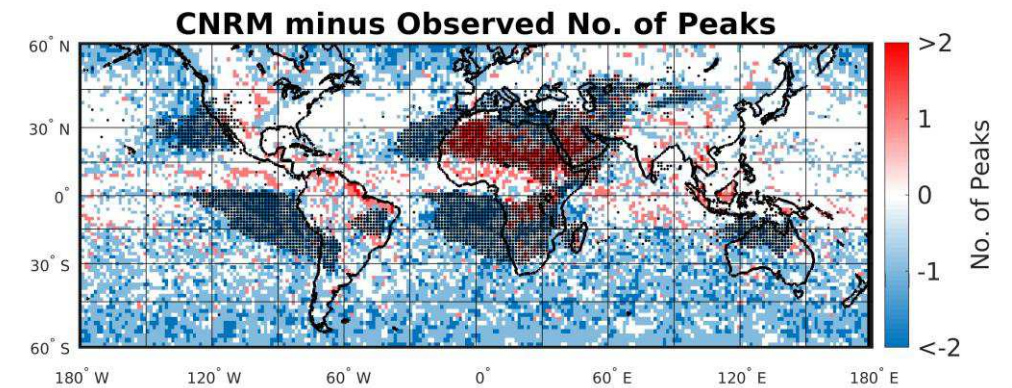 CNRM minus Observed No. of Peaks
60° N
30° N
0°
30° S
60° S
180° W
120° W
60° W
0°
60° E
120° E
180° E
>2
1
0
-1
<-2
No. of Peaks